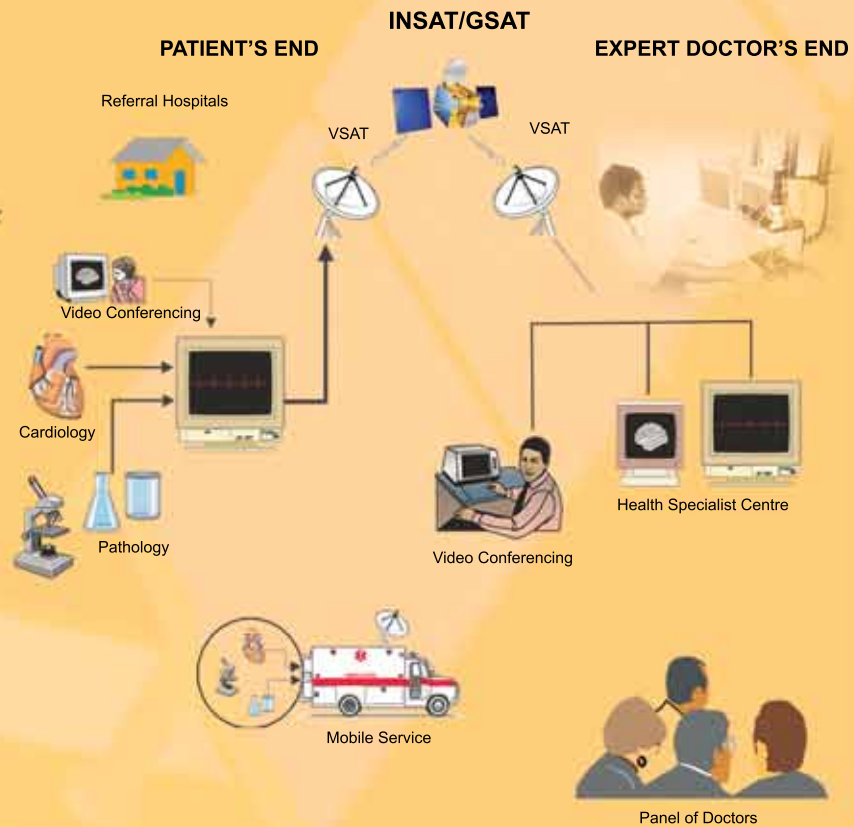 INSAT/GSAT
PATIENT'S END
EXPERT DOCTOR'S END
Referral Hospitals
VSAT
VSAT
Video Conferencing
Cardiology
Pathology
Health Specialist Centre
Video Conferencing
Mobile Service
Panel of Doctors